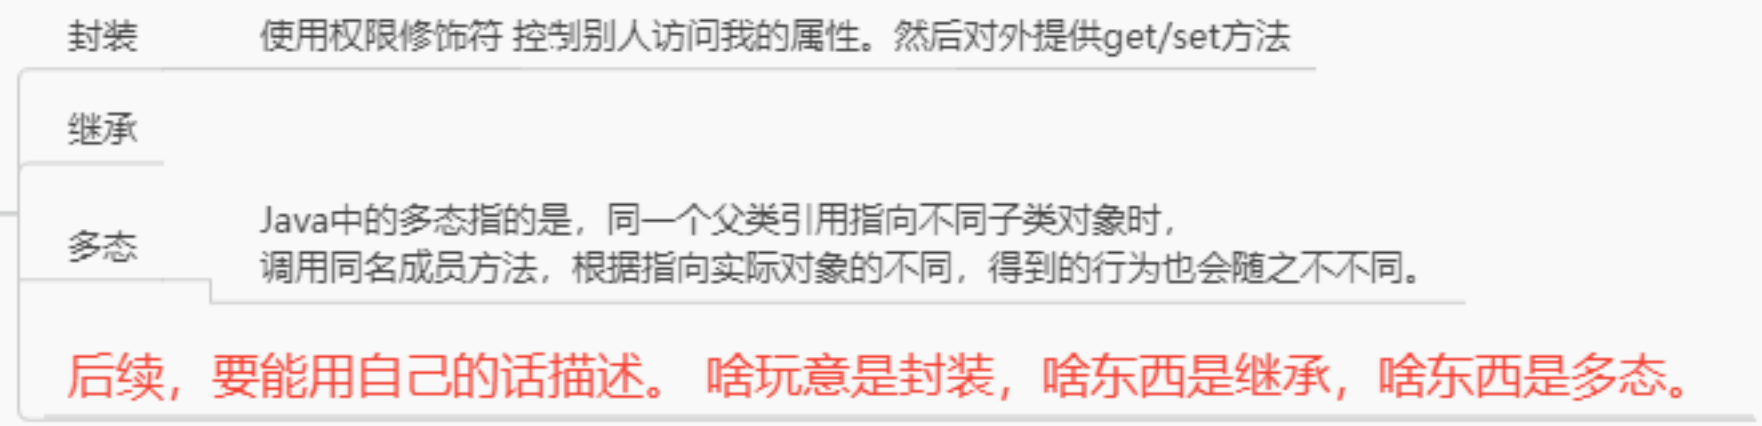 封装
使用权限修饰符 控制别人访问我的属性。然后对外提供get/set方法
继承
多态
Java中的多态指的是，同一个父类引用指向不同子类对象时，
调用同名成员方法，根据指向实际对象的不同，得到的行为也会随之不不同。
后续，要能用自己的话描述。 啥玩意是封装，啥东西是继承，啥东西是多态。